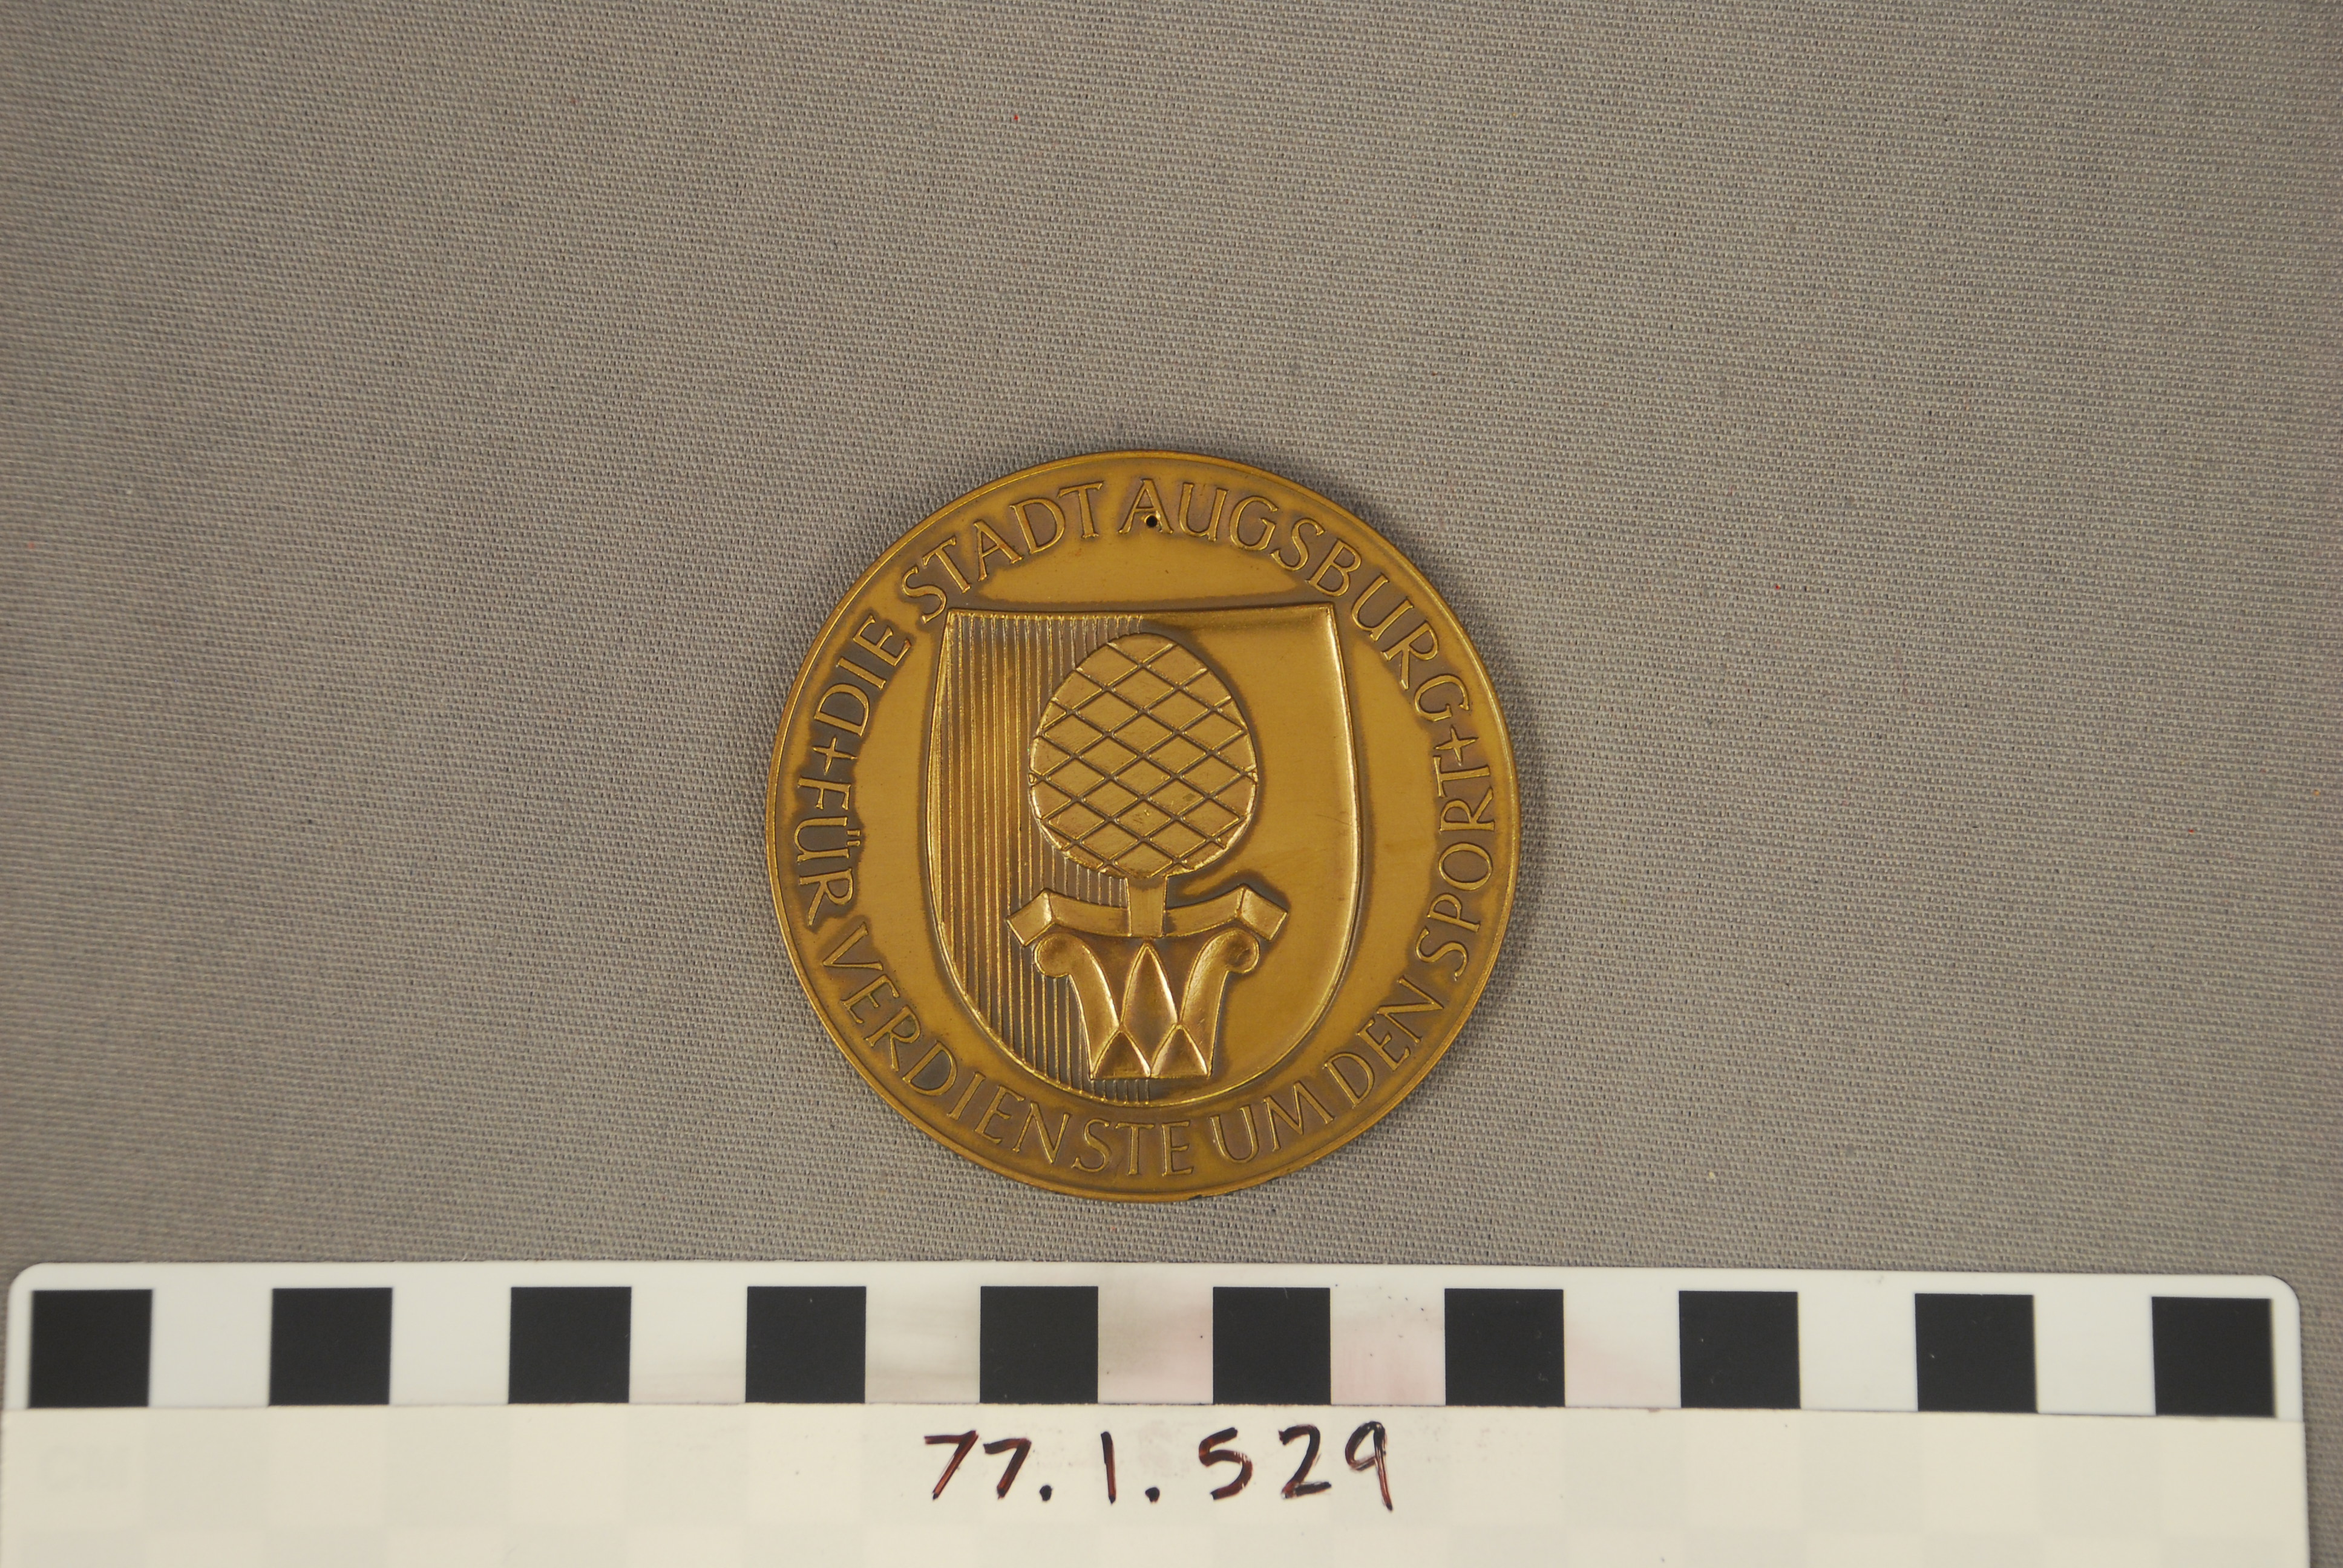 +DIE STADT AUGSBURG+
FÜR VERDIENSTE UM DEN SPORT
77.1.529